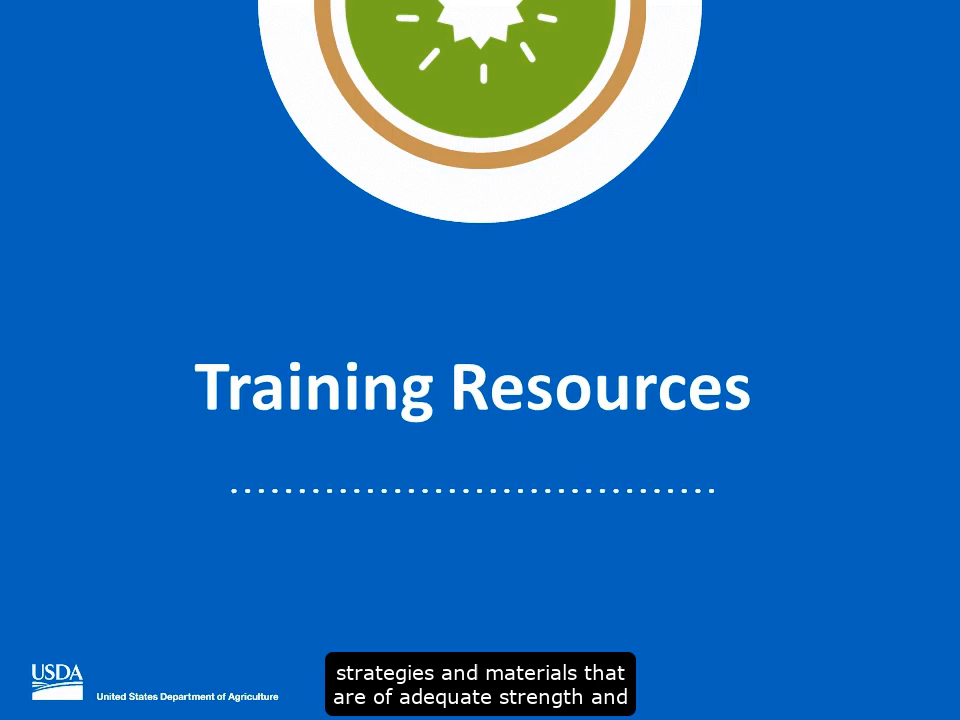 Training Resources
USDA
United States Department of Agriculture
strategies and materials that
are of adequate strength and